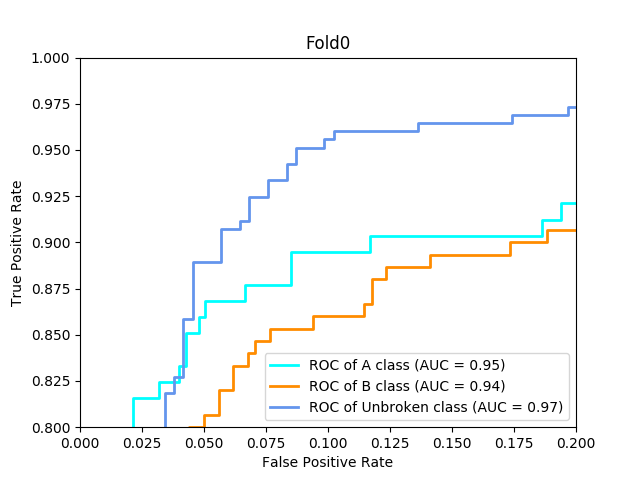 Fold0
True Positive Rate
1.000
0.975
0.950
0.925
0.900
0.875
0.850
0.825
0.800
ROC of A class (AUC = 0.95)
ROC of B class (AUC = 0.94)
ROC of Unbroken class (AUC = 0.97)
0.000 0.025 0.050 0.075 0.100 0.125 0.150 0.175 0.200
False Positive Rate